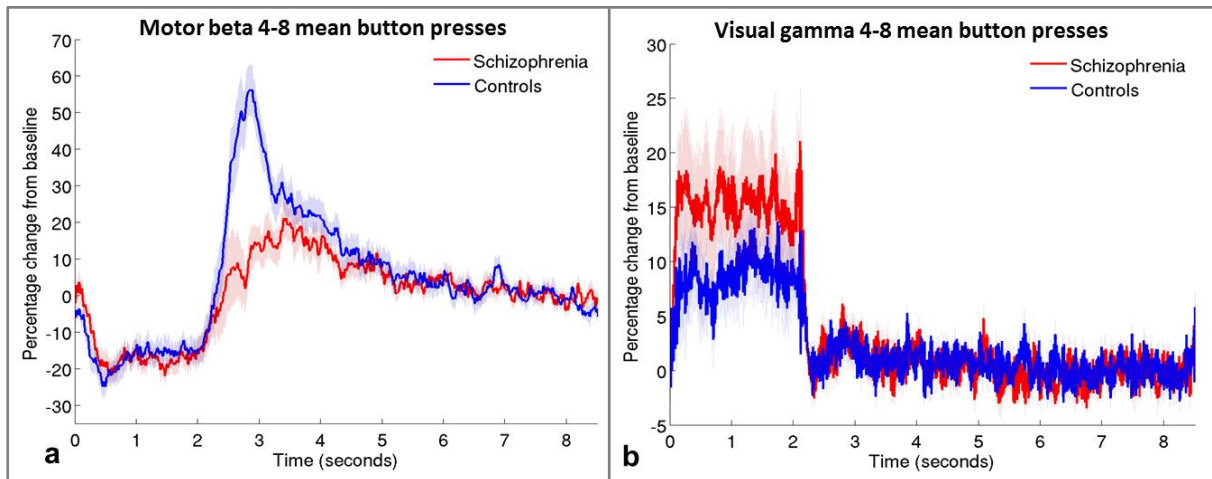 Motor beta 4-8 mean button presses
Schizophrenia
Controls
Percentage change from baseline
70
60
50
40
30
20
10
0
-10
-20
-30
0 1 2 3 4 5 6 7 8
Time (seconds)
a
Visual gamma 4-8 mean button presses
Schizophrenia
Controls
Percentage change from baseline
30
25
20
15
10
5
0
-5
0 1 2 3 4 5 6 7 8
Time (seconds)
b